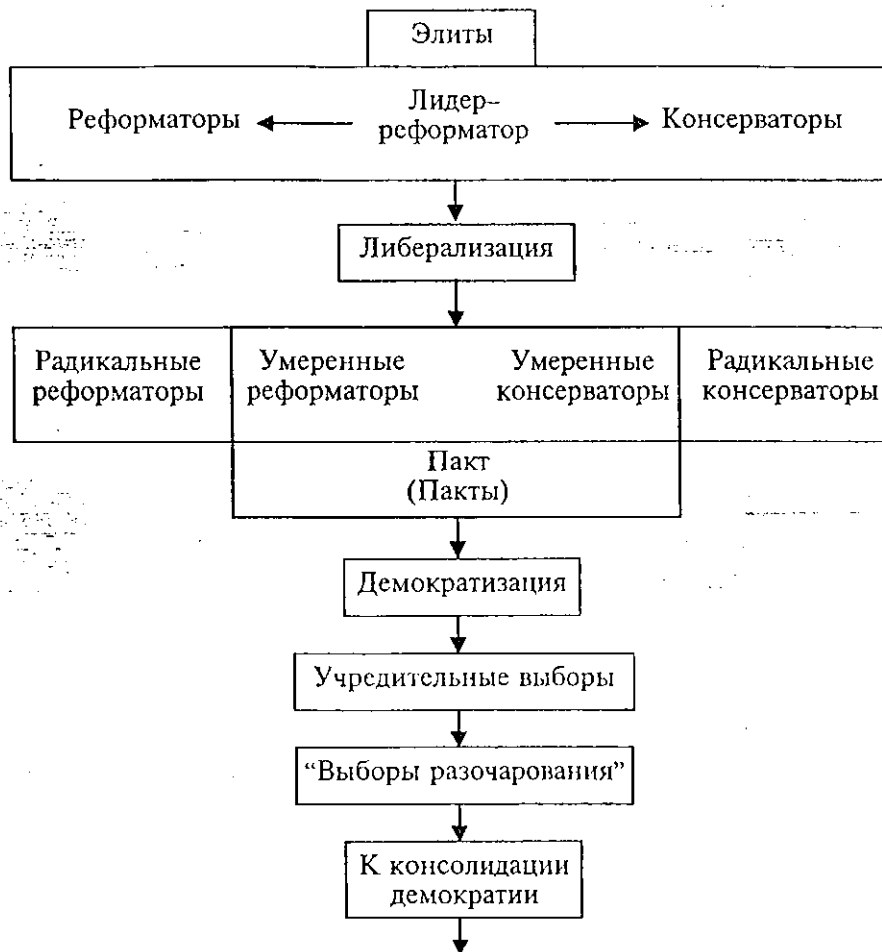 Элиты
Реформаторы
Лидер-
реформатор
Консерваторы
Либерализация
Радикальные
реформаторы
Умеренные
реформаторы
Умеренные
консерваторы
Радикальные
консерваторы
Пакт
(Пакты)
Демократизация
Учредительные выборы
“Выборы разочарования”
К консолидации
демократии